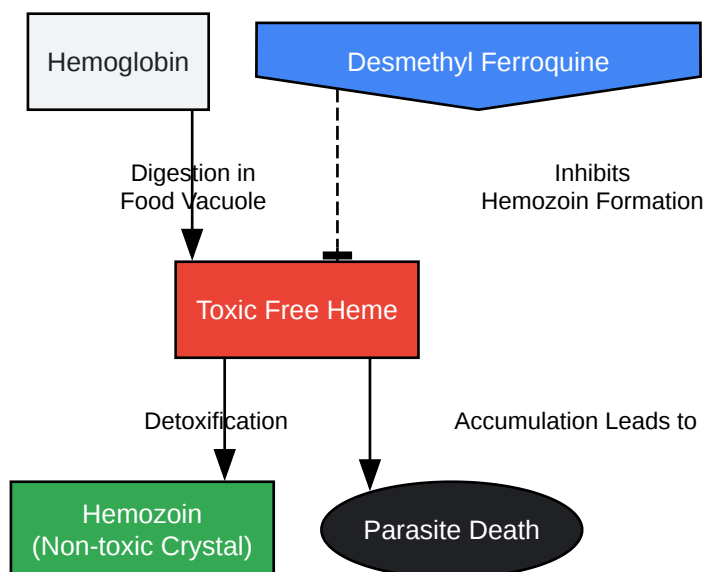 Hemoglobin
Desmethyl Ferroquine
Digestion in
Food Vacuole
Inhibits
Hemozoin Formation
Toxic Free Heme
Detoxification
Accumulation Leads to
Hemozoin
(Non-toxic Crystal)
Parasite Death